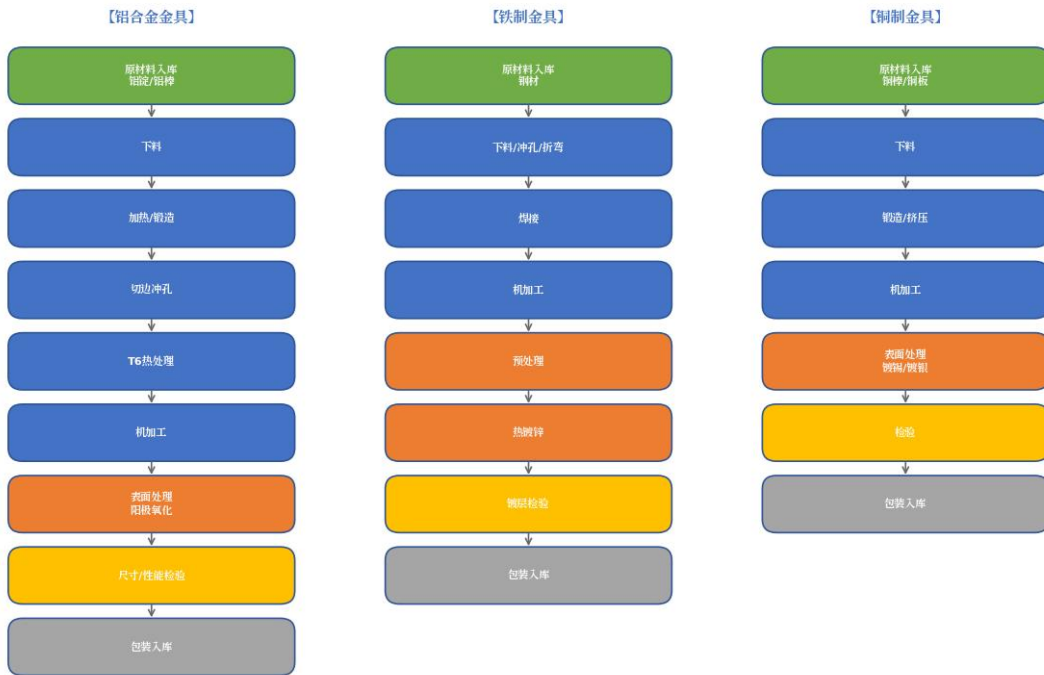 【铝合金金具】
原材料入库
铝锭/铝棒
下料
加热/锻造
切边冲孔
T6热处理
机加工
表面处理
阳极氧化
尺寸/性能检验
包装入库
【铁制金具】
原材料入库
钢材
下料/冲孔/折弯
焊接
机加工
预处理
热镀锌
镀层检验
包装入库
【铜制金具】
原材料入库
铜棒/铜板
下料
锻造/挤压
机加工
表面处理
镀锡/镀银
检验
包装入库